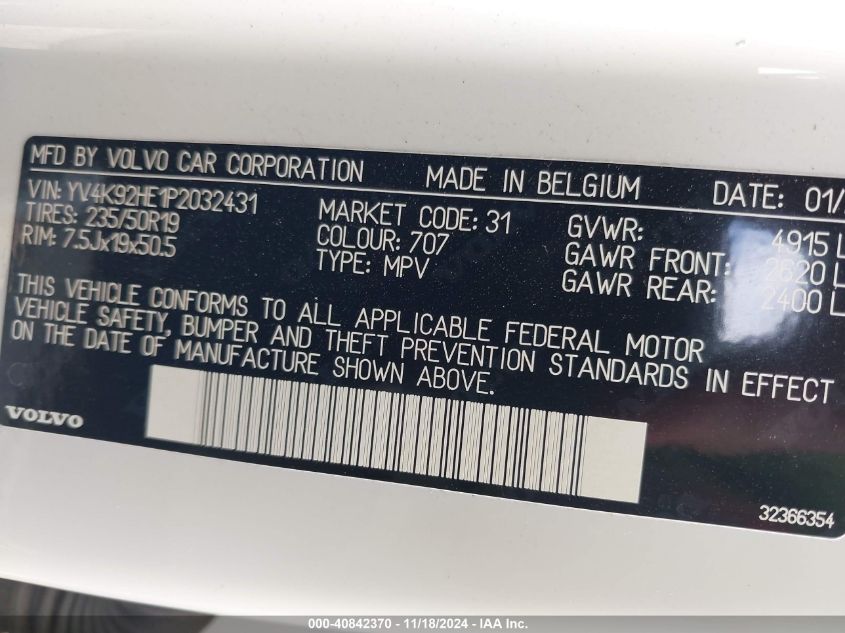 MFD BY VOLVO CAR CORPORATION MADE IN BELGIUM DATE: 01/
VIN: YV4K92HE1P2032431
TIRES: 235/50R19
RIM: 7.5Jx19x50.5
MARKET CODE: 31
COLOUR: 707
TYPE: MPV
GVWR: 4915 L
GAWR FRONT: 2520 L
GAWR REAR: 2400 L
THIS VEHICLE CONFORMS TO ALL APPLICABLE FEDERAL MOTOR
VEHICLE SAFETY, BUMPER AND THEFT PREVENTION STANDARDS IN EFFECT
ON THE DATE OF MANUFACTURE SHOWN ABOVE.
VOLVO
32366354
000-40842370 - 11/18/2024 - IAA Inc.